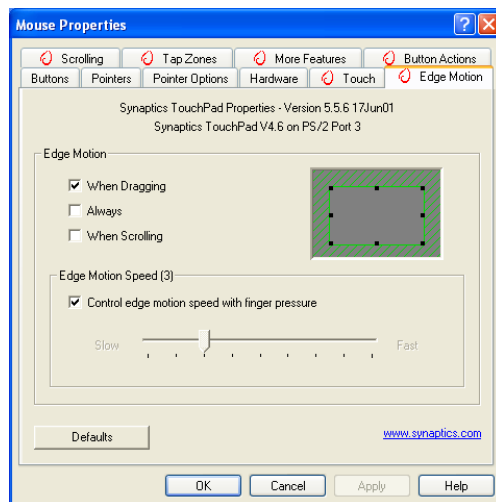 Mouse Properties
Scrolling Tap Zones More Features Button Actions
Buttons Pointers Pointer Options Hardware Touch Edge Motion
Synaptics TouchPad Properties - Version 5.5.6 17Jun01
Synaptics TouchPad V4.6 on PS/2 Port 3
Edge Motion
When Dragging
Always
When Scrolling
Edge Motion Speed (3)
Control edge motion speed with finger pressure
Slow Fast
Defaults www.synaptics.com
OK Cancel Apply Help